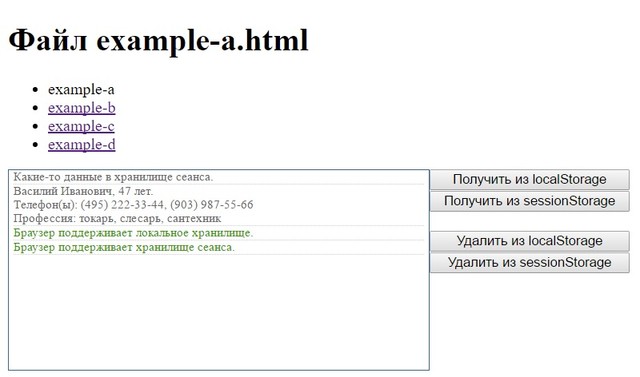 Файл example-a.html
example-a
example-b
example-c
example-d
Какие-то данные в хранилище сеанса.
Василий Иванович, 47 лет.
Телефон(ы): (495) 222-33-44, (903) 987-55-66
Профессия: токарь, слесарь, сантехник
Браузер поддерживает локальное хранилище.
Браузер поддерживает хранилище сеанса.
Получить из localStorage
Получить из sessionStorage
Удалить из localStorage
Удалить из sessionStorage